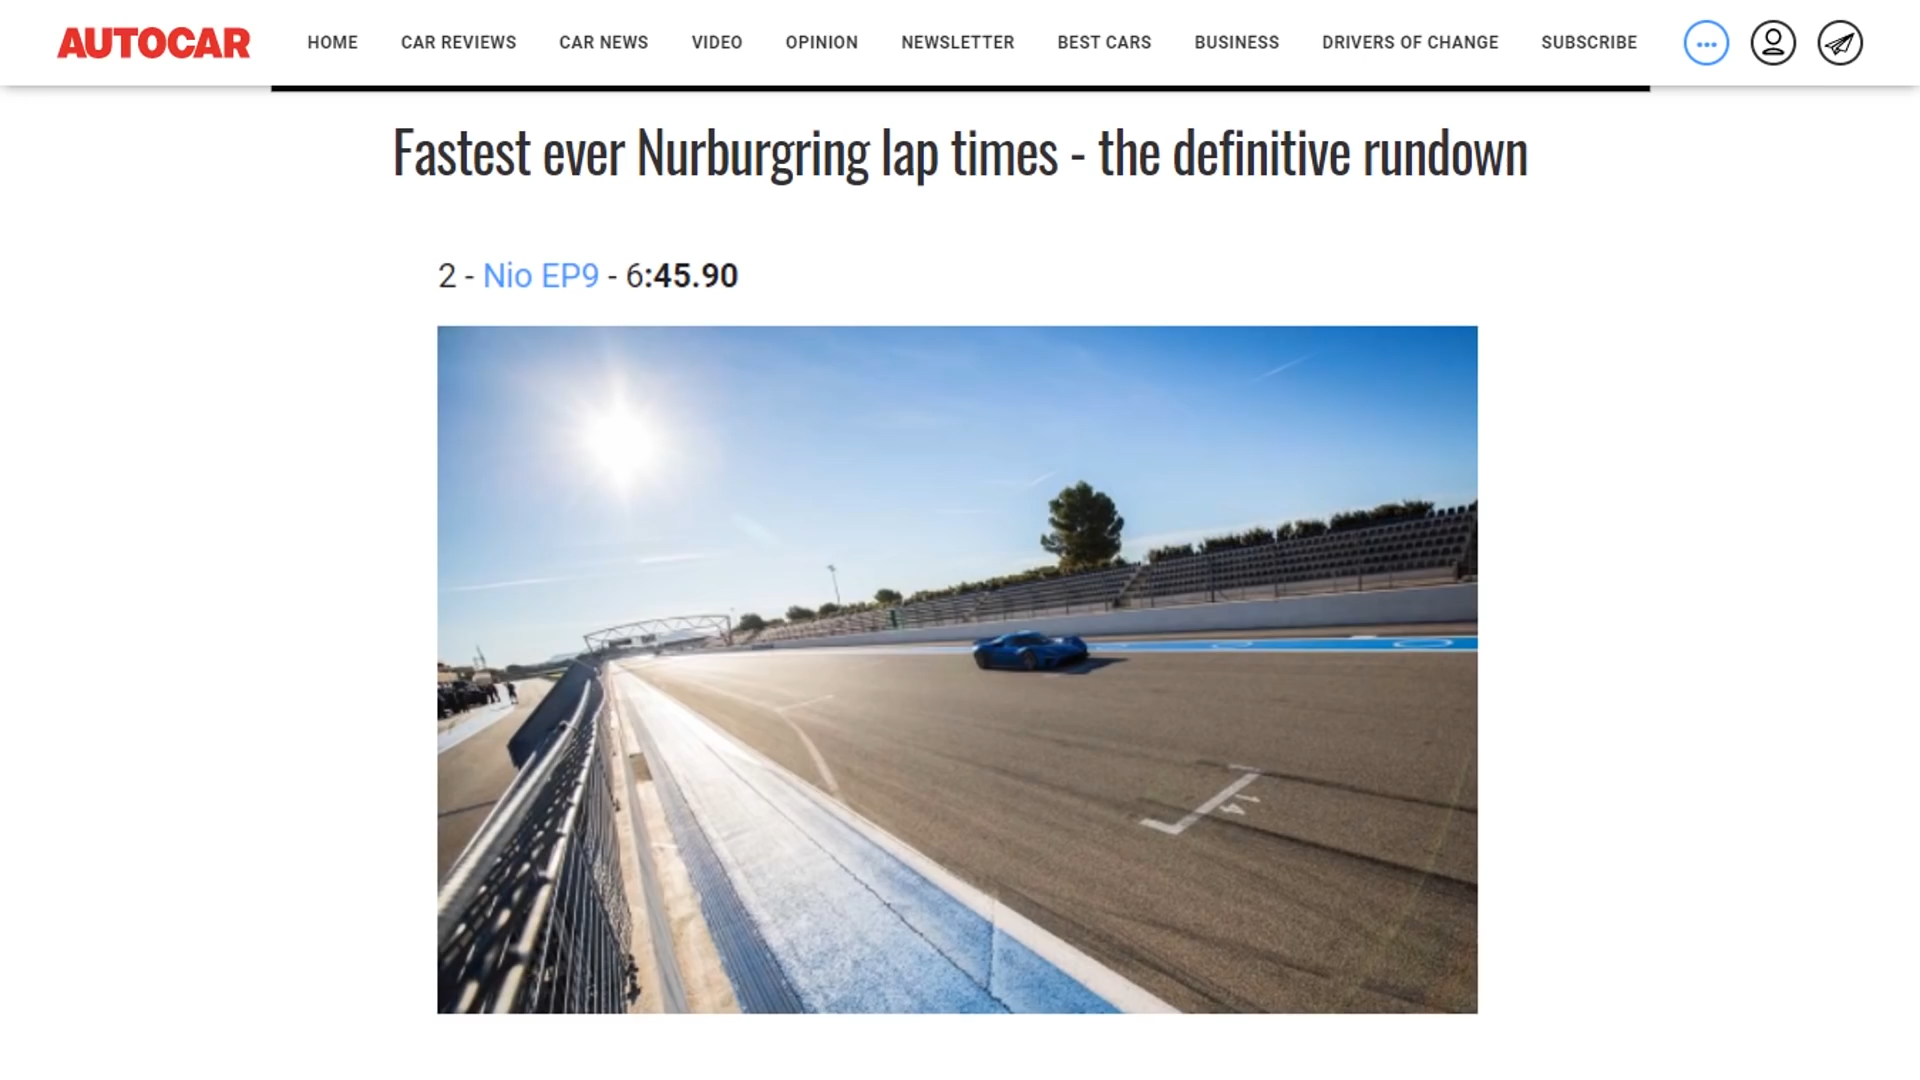 AUTOCAR HOME CAR REVIEWS CAR NEWS VIDEO OPINION NEWSLETTER BEST CARS BUSINESS DRIVERS OF CHANGE SUBSCRIBE
Fastest ever Nurburgring lap times - the definitive rundown
2 - Nio EP9 - 6:45.90
14